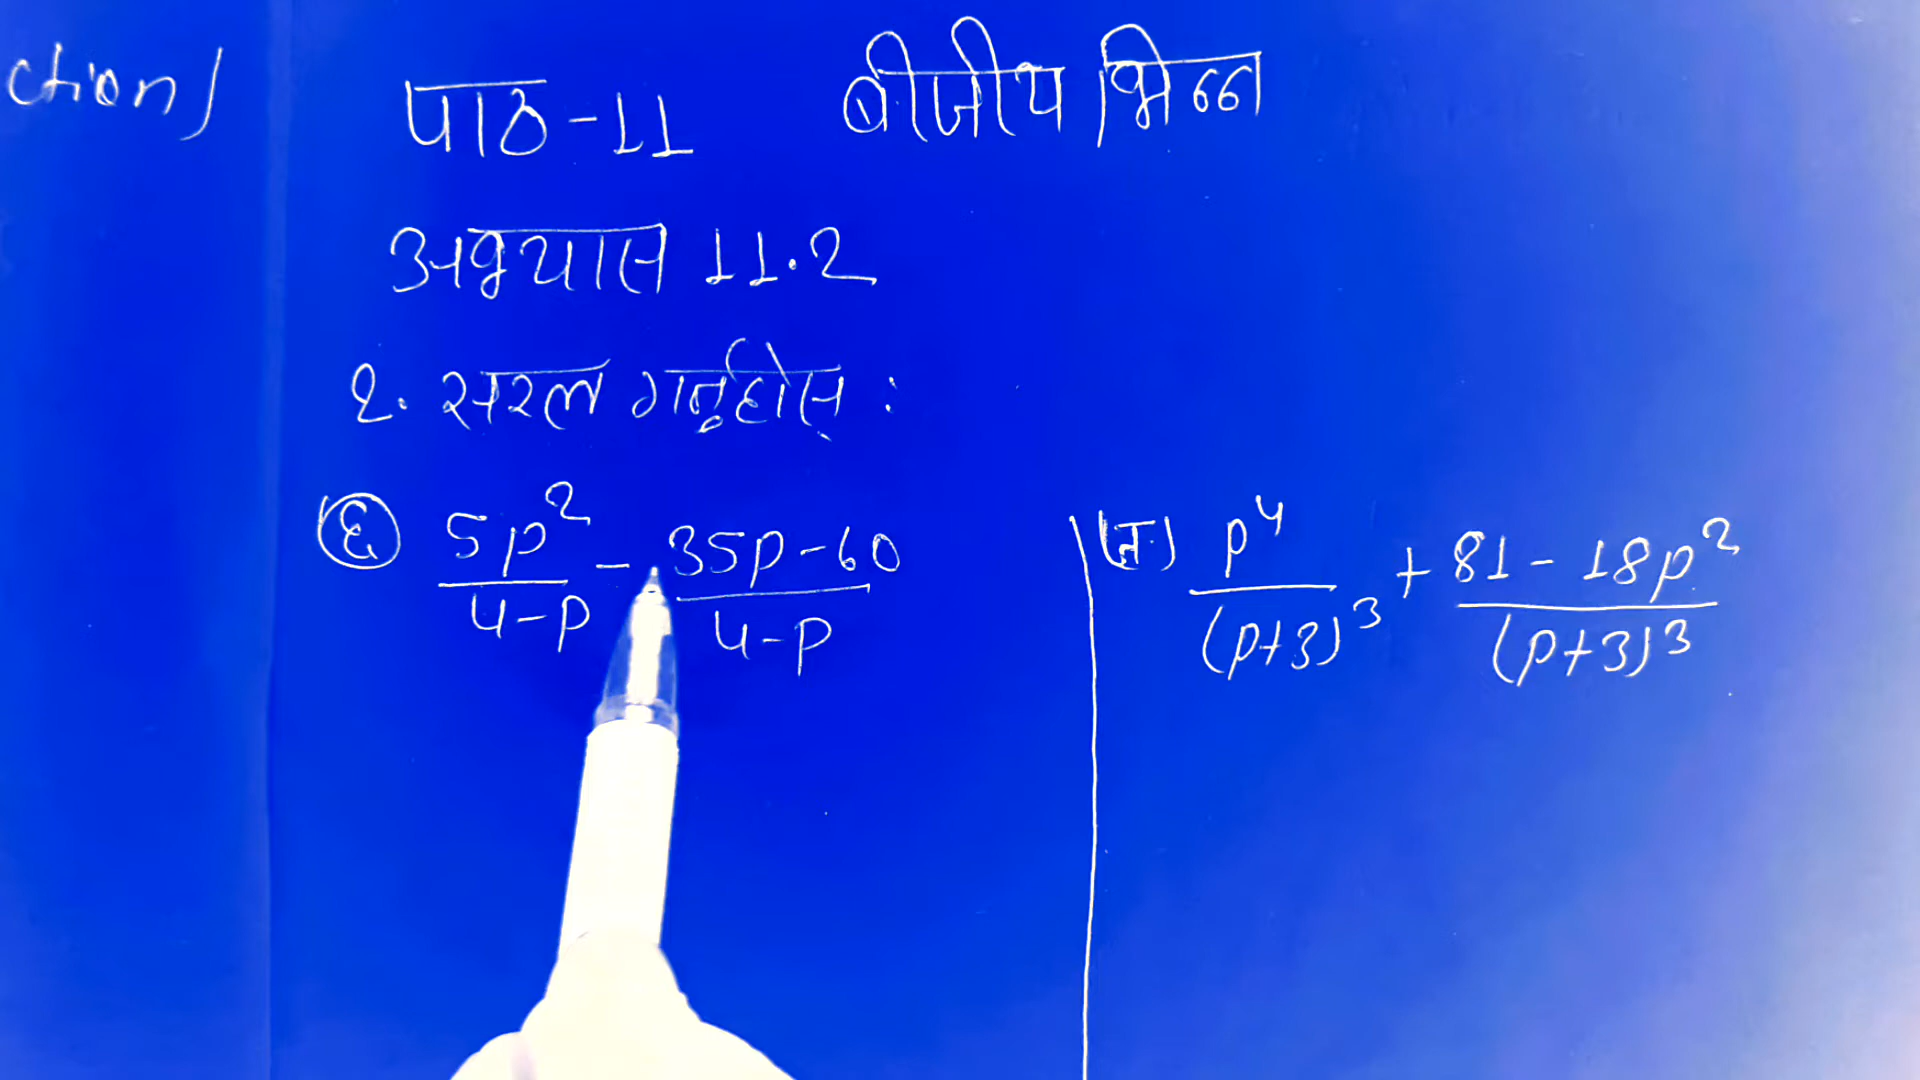 ction)
पाठ-11 बीजीय भिन्न
अभ्यास 11.2
१. सरल गर्नुहोस् :
(ई) 5p²/4-p - 35p-60/4-p
(न) p⁴/(p+3)³ + 81-18p²/(p+3)³